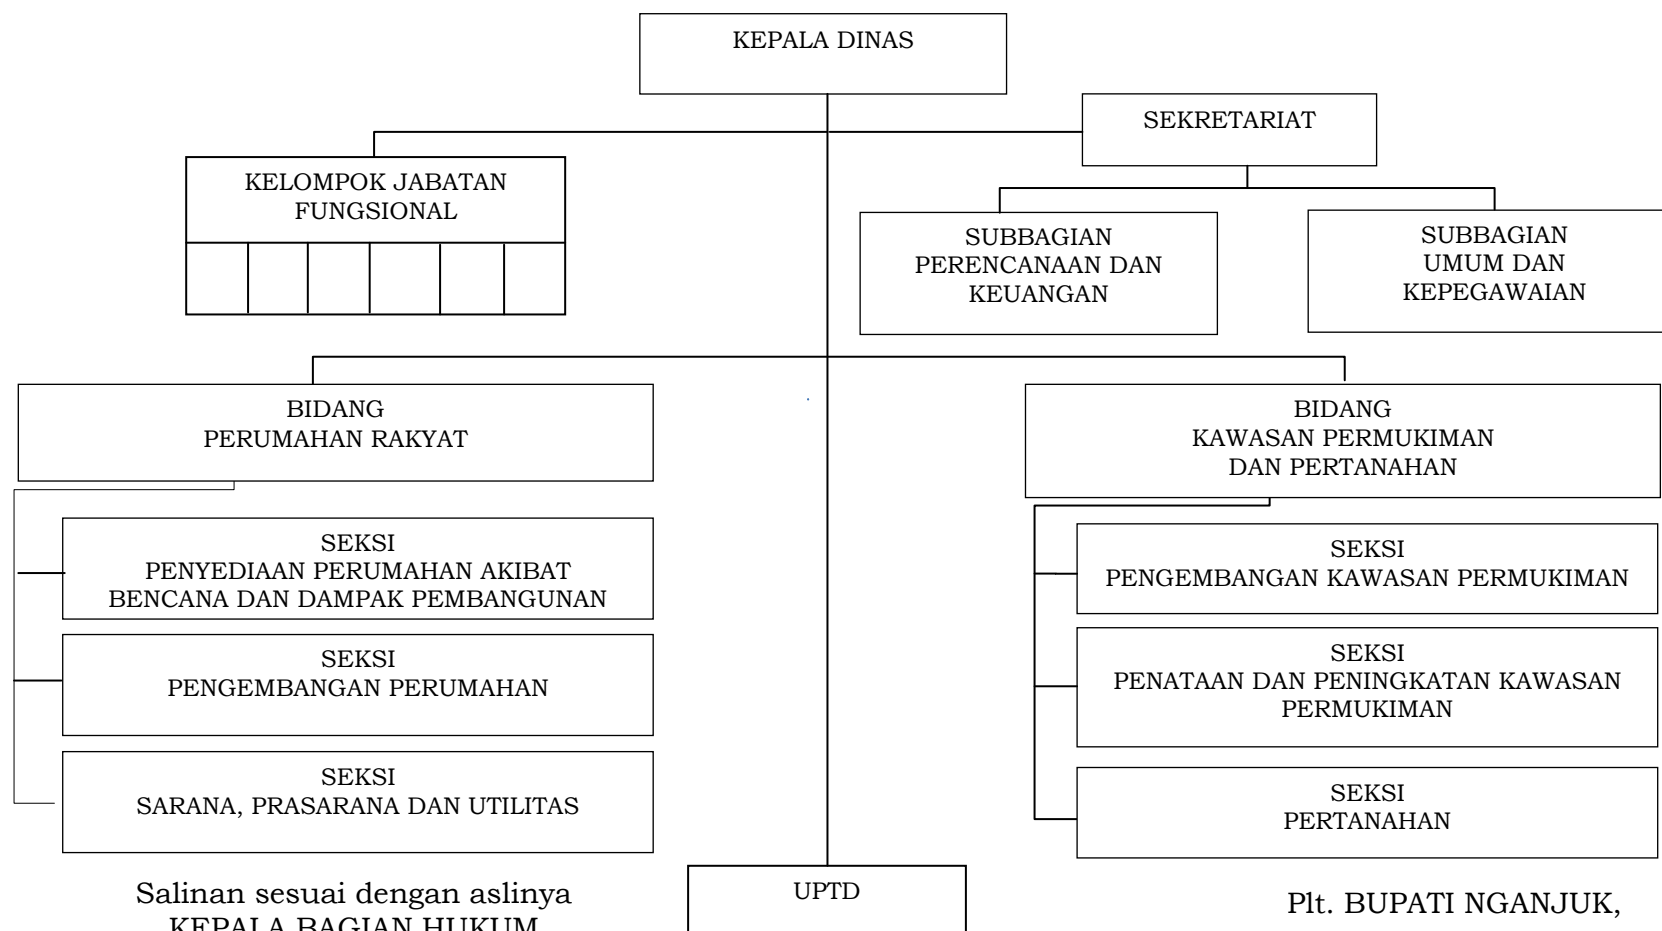 KEPALA DINAS
SEKRETARIAT
KELOMPOK JABATAN
FUNGSIONAL
SUBBAGIAN
PERENCANAAN DAN
KEUANGAN
SUBBAGIAN
UMUM DAN
KEPEGAWAIAN
BIDANG
PERUMAHAN RAKYAT
BIDANG
KAWASAN PERMUKIMAN
DAN PERTANAHAN
SEKSI
PENYEDIAAN PERUMAHAN AKIBAT
BENCANA DAN DAMPAK PEMBANGUNAN
SEKSI
PENGEMBANGAN PERUMAHAN
SEKSI
SARANA, PRASARANA DAN UTILITAS
SEKSI
PENGEMBANGAN KAWASAN PERMUKIMAN
SEKSI
PENATAAN DAN PENINGKATAN KAWASAN
PERMUKIMAN
SEKSI
PERTANAHAN
UPTD
Salinan sesuai dengan aslinya
KEPALA BAGIAN HUKUM
Plt. BUPATI NGANJUK,